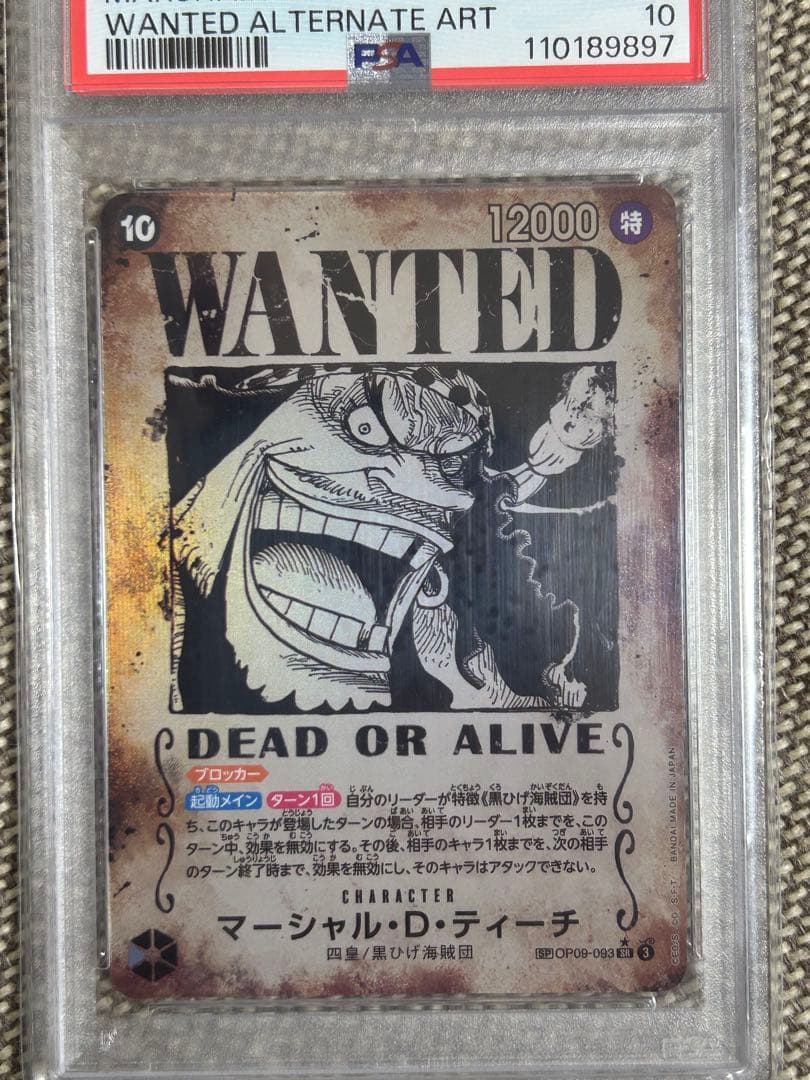 WANTED ALTERNATE ART
10
PSA
110189897
10
12000
特
WANTED
DEAD OR ALIVE
ブロッカー
起動メイン ターン1回 自分のリーダーが特徴《黒ひげ海賊団》を持
ち、このキャラが登場したターンの場合、相手のリーダー1枚までを、この
ターン中、効果を無効にする。その後、相手のキャラ1枚までを、次の相手
のターン終了時まで、効果を無効にし、そのキャラはアタックできない。
CHARACTER
マーシャル・D・ティーチ
四皇/黒ひげ海賊団
SP OP09-093 SR 3
BANDAI MADE IN JAPAN